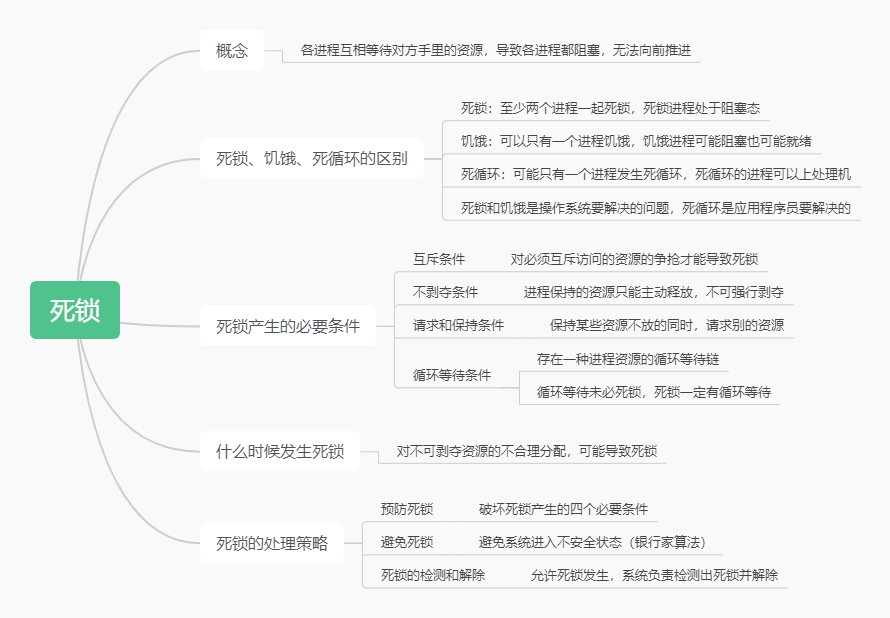 死锁
概念
各进程互相等待对方手里的资源，导致各进程都阻塞，无法向前推进
死锁、饥饿、死循环的区别
死锁：至少两个进程一起死锁，死锁进程处于阻塞态
饥饿：可以只有一个进程饥饿，饥饿进程可能阻塞也可能就绪
死循环：可能只有一个进程发生死循环，死循环的进程可以上处理机
死锁和饥饿是操作系统要解决的问题，死循环是应用程序员要解决的
死锁产生的必要条件
互斥条件 对必须互斥访问的资源的争抢才能导致死锁
不剥夺条件 进程保持的资源只能主动释放，不可强行剥夺
请求和保持条件 保持某些资源不放的同时，请求别的资源
循环等待条件
存在一种进程资源的循环等待链
循环等待未必死锁，死锁一定有循环等待
什么时候发生死锁
对不可剥夺资源的不合理分配，可能导致死锁
死锁的处理策略
预防死锁 破坏死锁产生的四个必要条件
避免死锁 避免系统进入不安全状态（银行家算法）
死锁的检测和解除 允许死锁发生，系统负责检测出死锁并解除